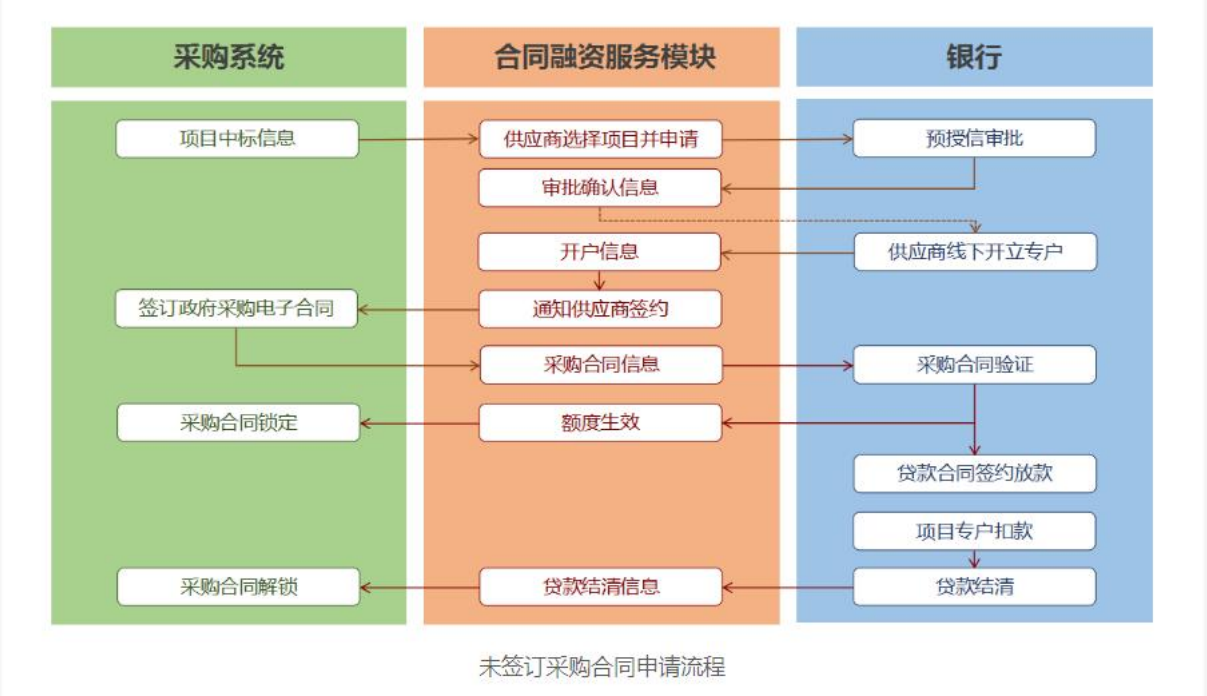 采购系统
合同融资服务模块
银行
项目中标信息
供应商选择项目并申请
预授信审批
审批确认信息
开户信息
供应商线下开立专户
签订政府采购电子合同
通知供应商签约
采购合同信息
采购合同验证
采购合同锁定
额度生效
贷款合同签约放款
项目专户扣款
采购合同解锁
贷款结清信息
贷款结清
未签订采购合同申请流程